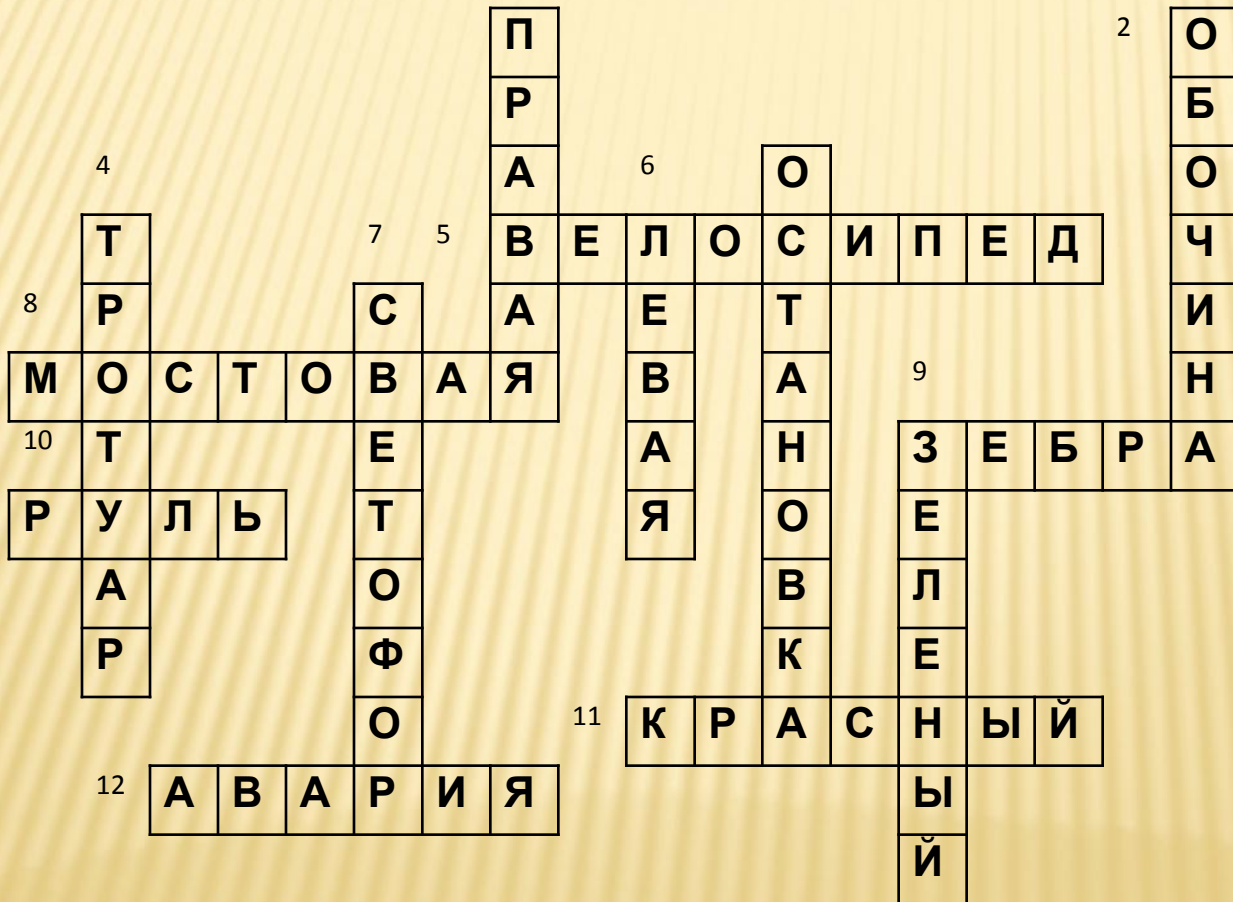 П 2 О
Р Б
4 А 6 О О
Т 7 5 В Е Л О С И П Е Д Ч
8 Р С А Е Т И
М О С Т О В А Я В А 9 Н
10 Т Е А Н З Е Б Р А
Р У Л Ь Т Я О Е
А О В Л
Р Ф К Е
О 11 К Р А С Н Ы Й
12 А В А Р И Я Ы
Й